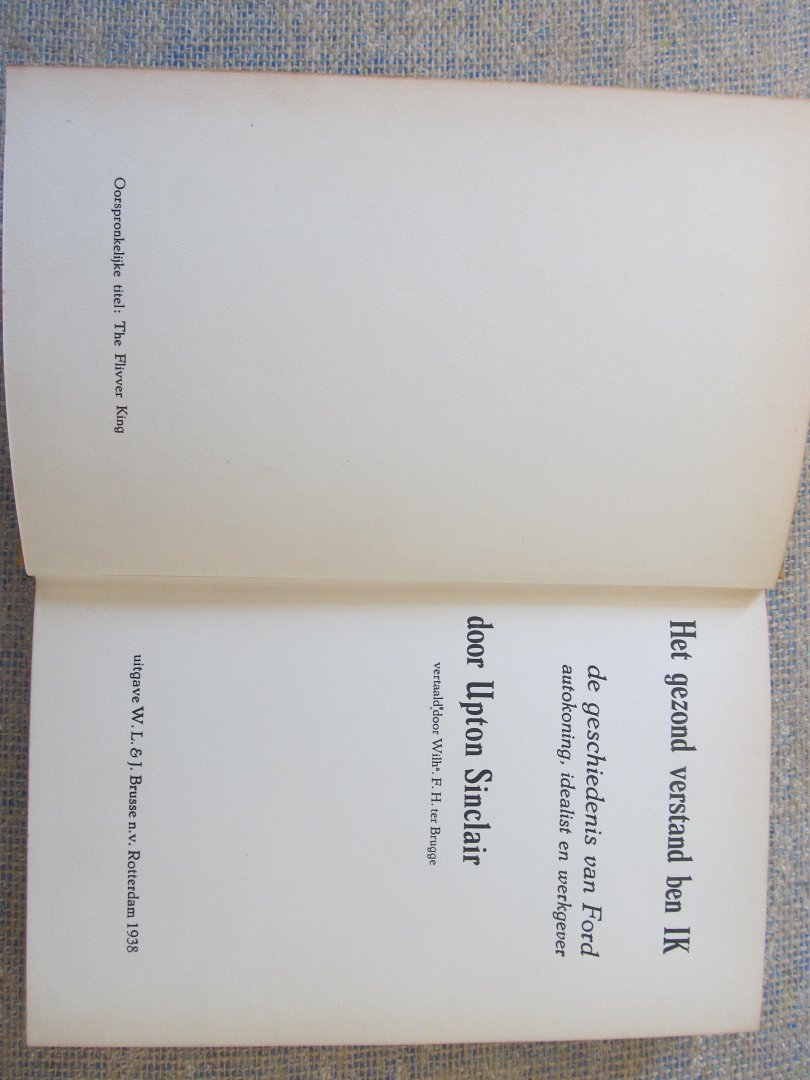 Oorspronkelijke titel: The Flivver King
Het gezond verstand ben IK
de geschiedenis van Ford
autokoning, idealist en werkgever
door Upton Sinclair
vertaald door Wilhª. F. H. ter Brugge
uitgave W. L. & J. Brusse n.v. Rotterdam 1938